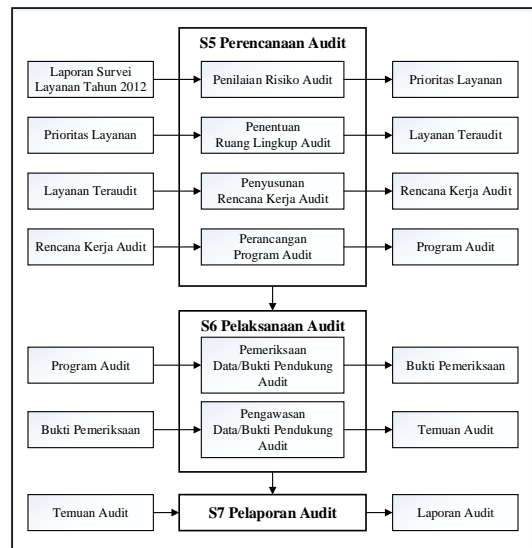 S5 Perencanaan Audit
Laporan Survei
Layanan Tahun 2012
Penilaian Risiko Audit
Prioritas Layanan
Prioritas Layanan
Penentuan
Ruang Lingkup Audit
Layanan Teraudit
Layanan Teraudit
Penyusunan
Rencana Kerja Audit
Rencana Kerja Audit
Rencana Kerja Audit
Perancangan
Program Audit
Program Audit
S6 Pelaksanaan Audit
Program Audit
Pemeriksaan
Data/Bukti Pendukung
Audit
Bukti Pemeriksaan
Bukti Pemeriksaan
Pengawasan
Data/Bukti Pendukung
Audit
Temuan Audit
Temuan Audit
S7 Pelaporan Audit
Laporan Audit